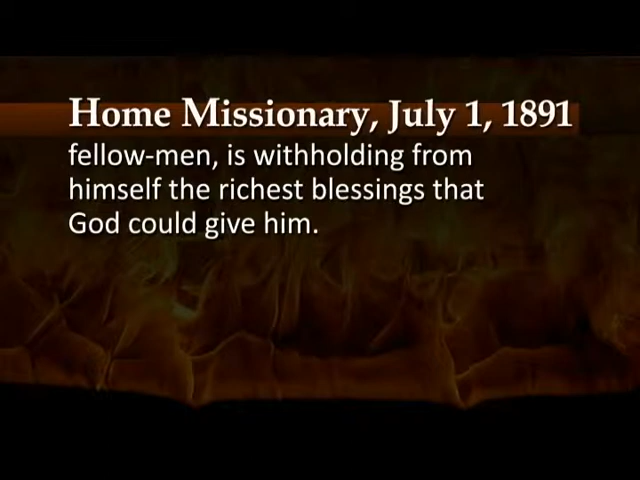 Home Missionary, July 1, 1891
fellow-men, is withholding from
himself the richest blessings that
God could give him.